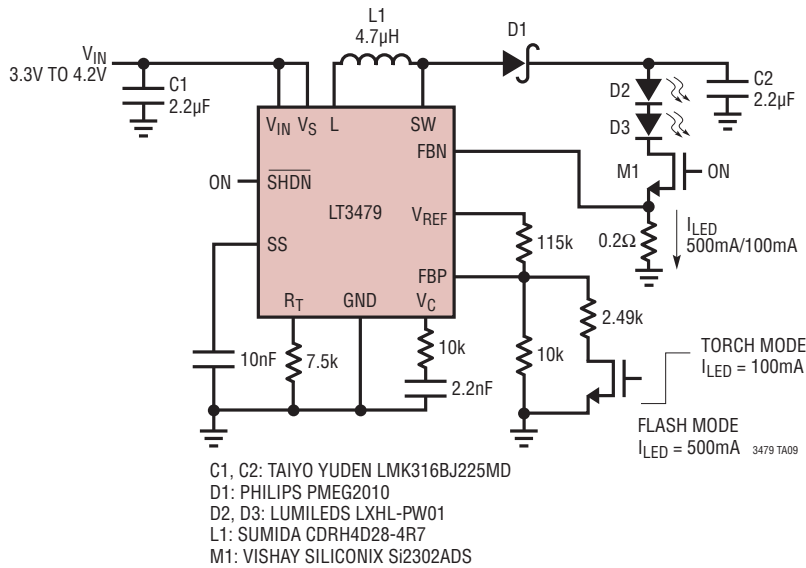 L1
4.7µH
D1
VIN
3.3V TO 4.2V
C1
2.2µF
D2
D3
C2
2.2µF
VIN VS L SW
FBN
M1
ON
ON
SHDN
LT3479
VREF
115k
0.2Ω
ILED
500mA/100mA
SS
FBP
RT GND VC
2.49k
10nF
7.5k
10k
2.2nF
10k
TORCH MODE
ILED = 100mA
FLASH MODE
ILED = 500mA 3479 TA09
C1, C2: TAIYO YUDEN LMK316BJ225MD
D1: PHILIPS PMEG2010
D2, D3: LUMILEDS LXHL-PW01
L1: SUMIDA CDRH4D28-4R7
M1: VISHAY SILICONIX Si2302ADS